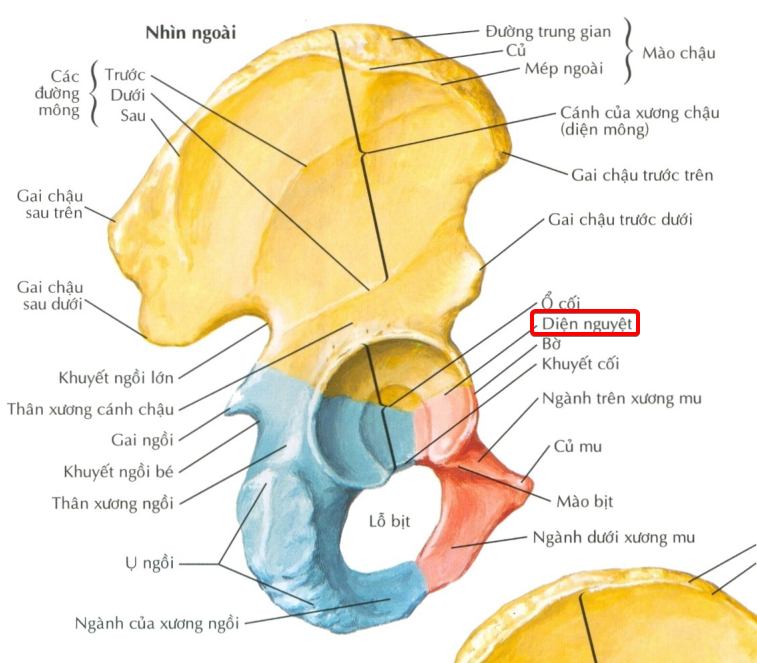 Nhìn ngoài
Các
đường
mông
Trước
Dưới
Sau
Gai chậu
sau trên
Gai chậu
sau dưới
Khuyết ngồi lớn
Thân xương cánh chậu
Gai ngồi
Khuyết ngồi bé
Thân xương ngồi
Ụ ngồi
Ngành của xương ngồi
Đường trung gian
Củ
Mép ngoài
Mào chậu
Cánh của xương chậu
(diện mông)
Gai chậu trước trên
Gai chậu trước dưới
Ổ cối
Diện nguyệt
Bờ
Khuyết cối
Ngành trên xương mu
Củ mu
Mào bịt
Ngành dưới xương mu
Lỗ bịt